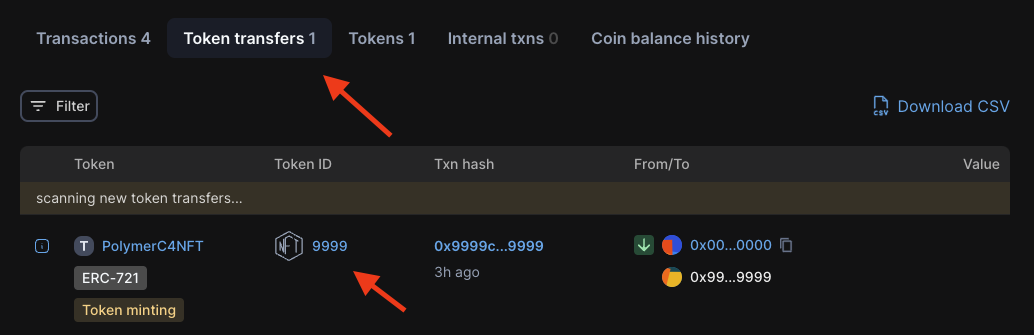 Transactions 4 Token transfers 1 Tokens 1 Internal txns 0 Coin balance history
Filter
CSV Download CSV
Token Token ID Txn hash From/To Value
scanning new token transfers...
i T PolymerC4NFT NFT 9999 0x9999c...9999 0x00...0000
ERC-721 3h ago 0x99...9999
Token minting